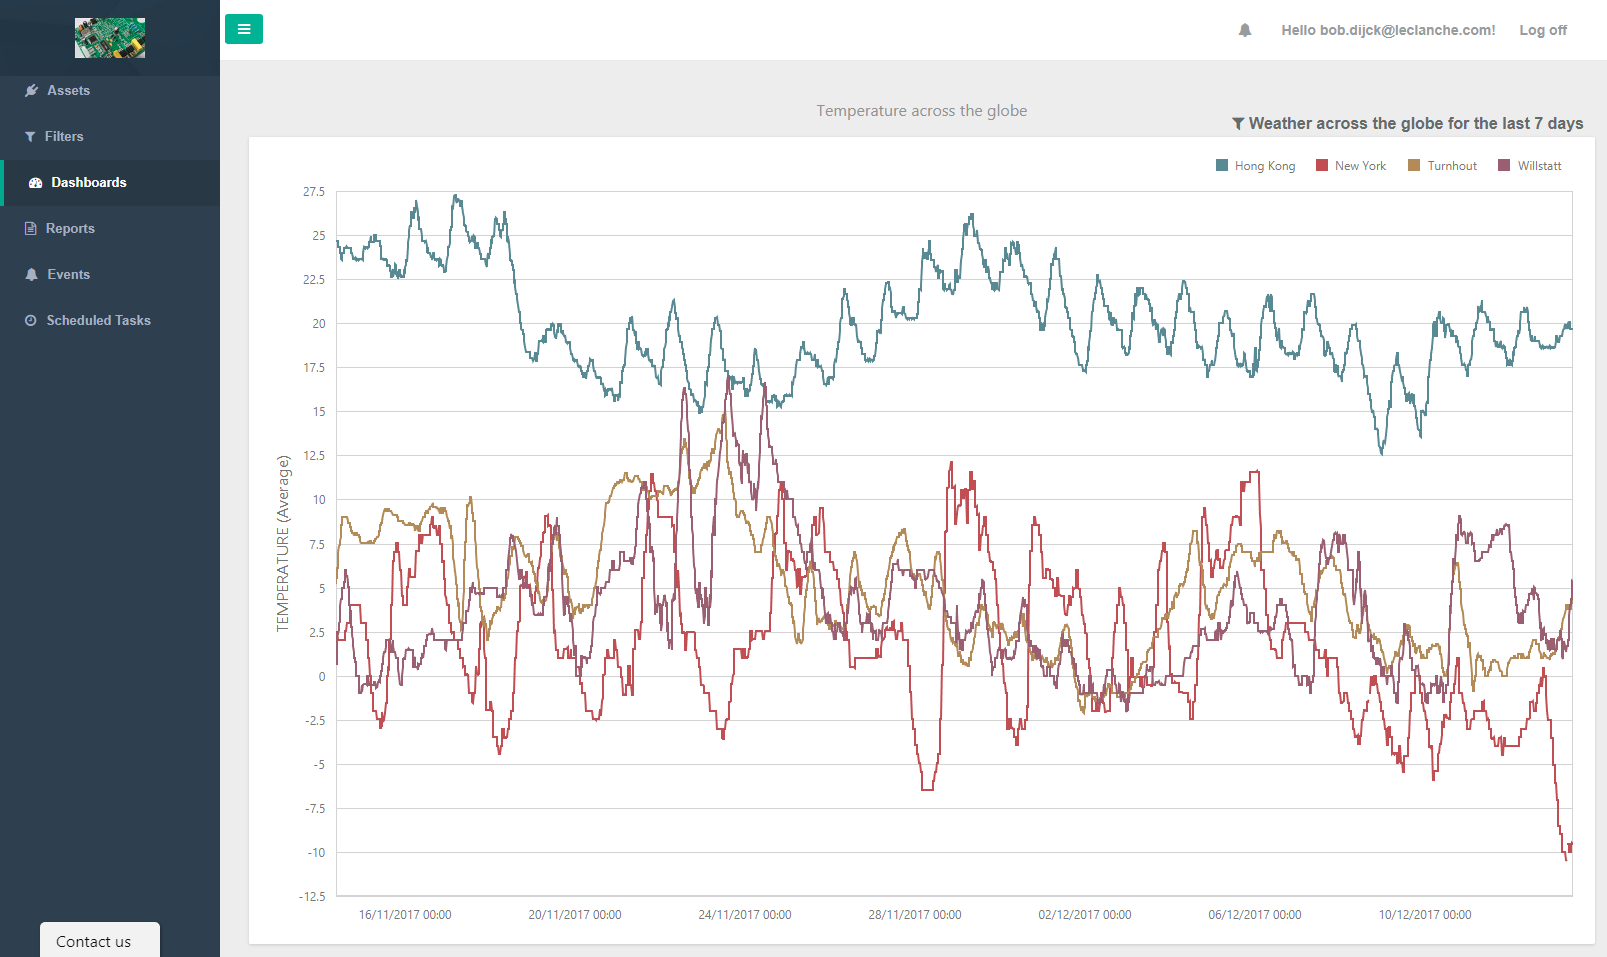 Hello bob.dijck@leclanche.com! Log off
Assets
Filters
Dashboards
Reports
Events
Scheduled Tasks
Contact us
Temperature across the globe
Weather across the globe for the last 7 days
Hong Kong New York Turnhout Willstatt
TEMPERATURE (Average)
27.5
25
22.5
20
17.5
15
12.5
10
7.5
5
2.5
0
-2.5
-5
-7.5
-10
-12.5
16/11/2017 00:00 20/11/2017 00:00 24/11/2017 00:00 28/11/2017 00:00 02/12/2017 00:00 06/12/2017 00:00 10/12/2017 00:00